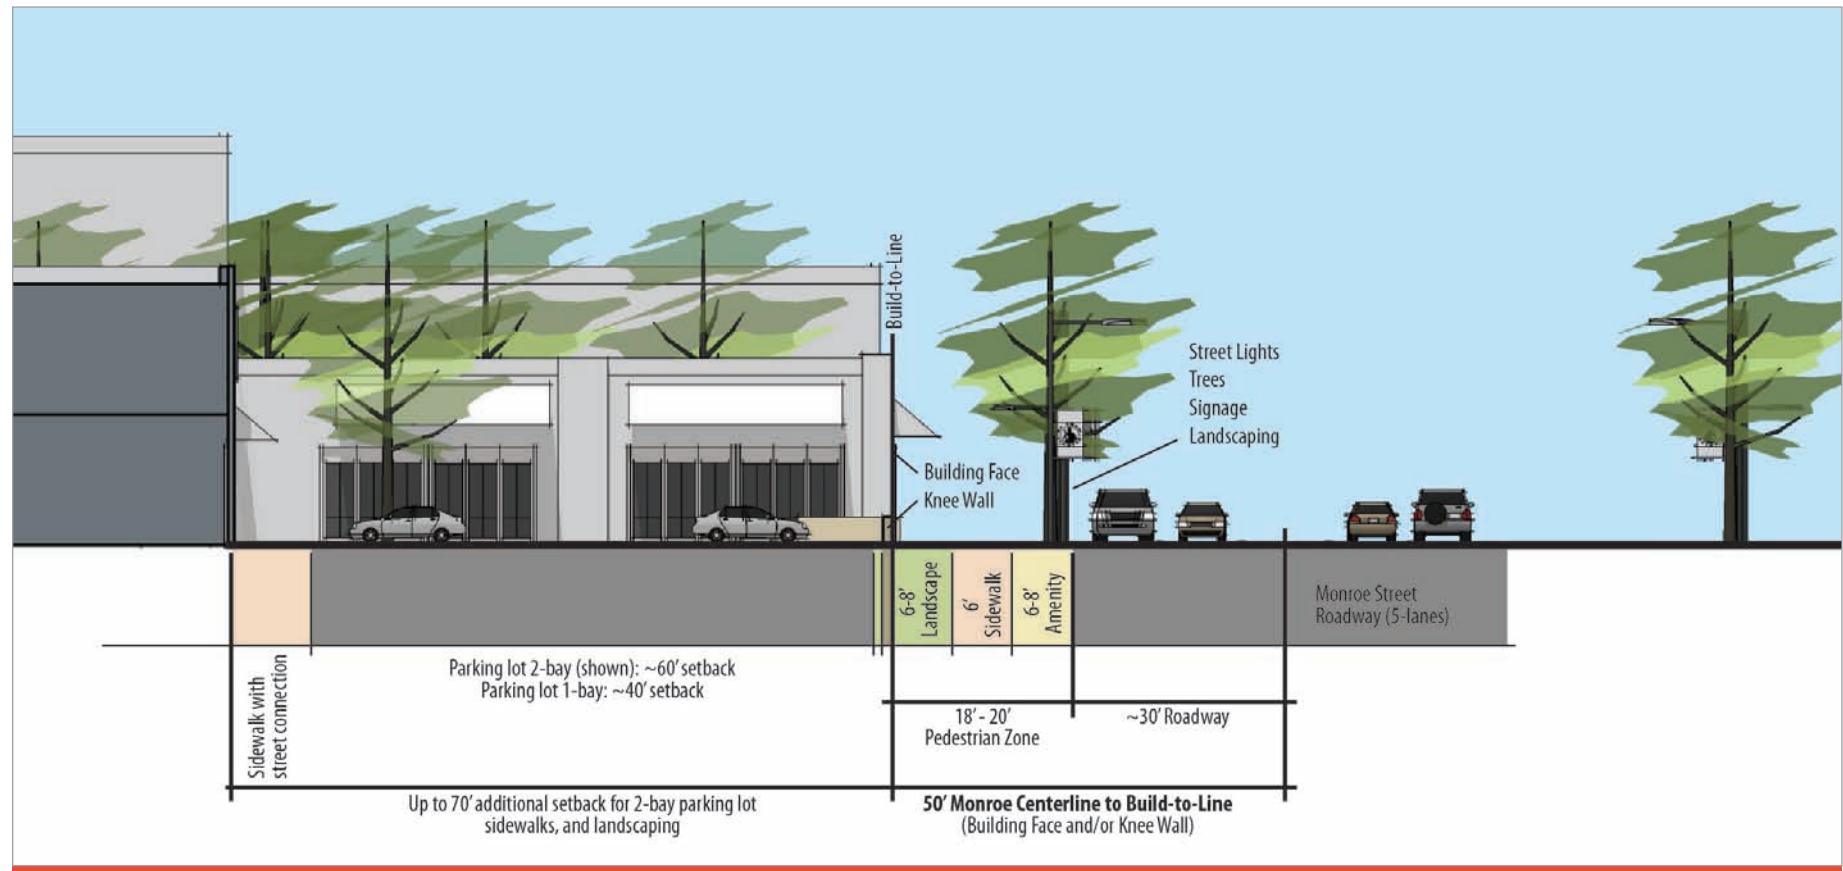 Build-to-Line
Street Lights
Trees
Signage
Landscaping
Building Face
Knee Wall
6-8'
Landscape
6'
Sidewalk
6-8'
Amenity
Monroe Street
Roadway (5-lanes)
Sidewalk with
street connection
Parking lot 2-bay (shown): ~60' setback
Parking lot 1-bay: ~40' setback
18' - 20'
Pedestrian Zone
~30' Roadway
Up to 70' additional setback for 2-bay parking lot
sidewalks, and landscaping
50' Monroe Centerline to Build-to-Line
(Building Face and/or Knee Wall)